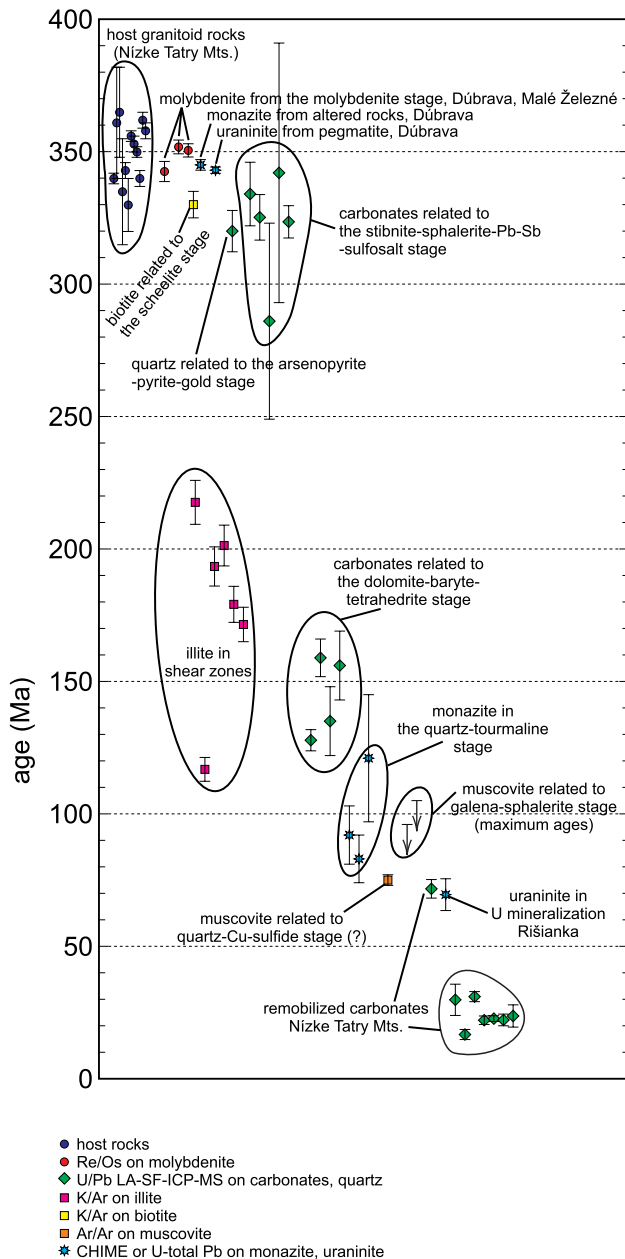 400
host granitoid rocks
(Nízke Tatry Mts.)
molybdenite from the molybdenite stage, Dúbrava, Malé Železné
monazite from altered rocks, Dúbrava
uraninite from pegmatite, Dúbrava
350
carbonates related to
the stibnite-sphalerite-Pb-Sb
-sulfosalt stage
biotite related to
the scheelite stage
300
quartz related to the arsenopyrite
-pyrite-gold stage
250
200
carbonates related to
the dolomite-baryte-
tetrahedrite stage
illite in
shear zones
150
age (Ma)
monazite in
the quartz-tourmaline
stage
muscovite related to
galena-sphalerite stage
(maximum ages)
100
muscovite related to
quartz-Cu-sulfide stage (?)
uraninite in
U mineralization
Rišianka
50
remobilized carbonates
Nízke Tatry Mts.
0
host rocks
Re/Os on molybdenite
U/Pb LA-SF-ICP-MS on carbonates, quartz
K/Ar on illite
K/Ar on biotite
Ar/Ar on muscovite
CHIME or U-total Pb on monazite, uraninite